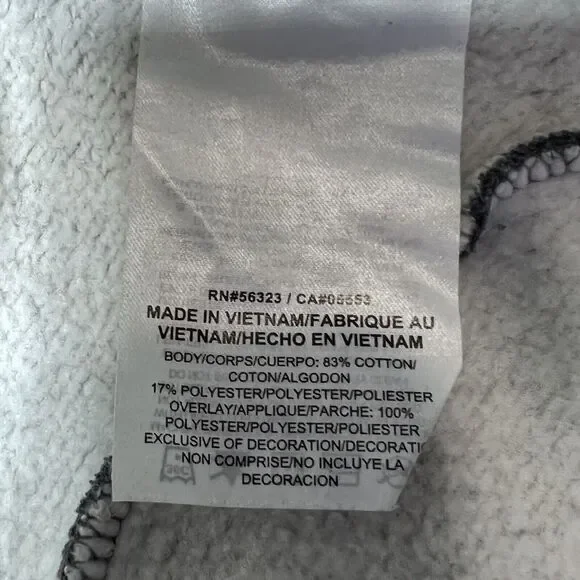 RN#56323 / CA#05553
MADE IN VIETNAM/FABRIQUE AU
VIETNAM/HECHO EN VIETNAM
BODY/CORPS/CUERPO: 83% COTTON/
COTON/ALGODON
17% POLYESTER/POLYESTER/POLIESTER
OVERLAY/APPLIQUE/PARCHE: 100%
POLYESTER/POLYESTER/POLIESTER
EXCLUSIVE OF DECORATION/DECORATI
NON COMPRISE/NO INCLUYE LA
DECORACION